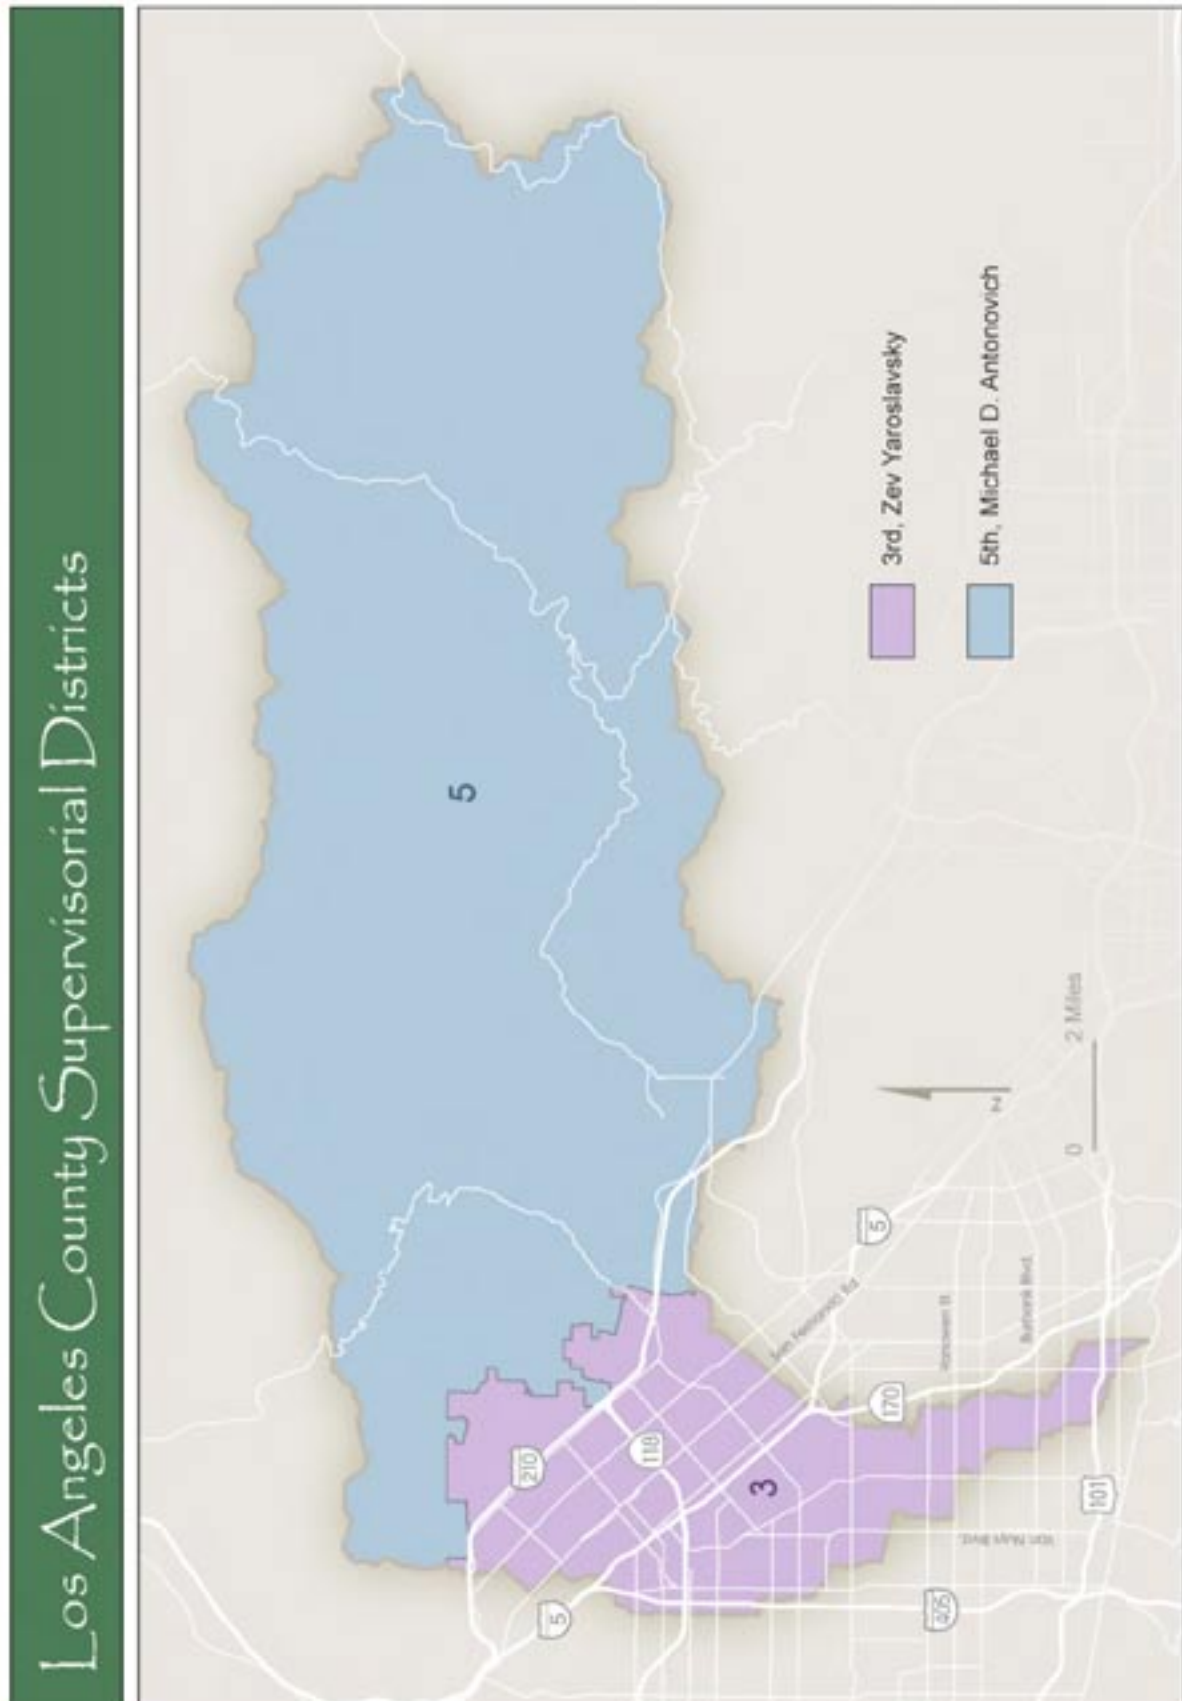 Los Angeles County Supervisorial Districts
5
3rd, Zev Yaroslavsky
5th, Michael D. Antonovich
210
118
3
5
San Fernando Rd
5
170
Burbank Blvd.
Van Nuys Blvd.
405
101
N
0 2 Miles